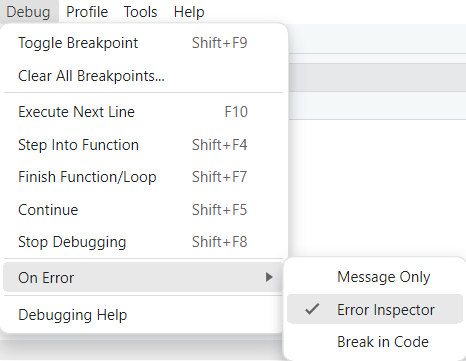 Debug Profile Tools Help
Toggle Breakpoint Shift+F9
Clear All Breakpoints...
Execute Next Line F10
Step Into Function Shift+F4
Finish Function/Loop Shift+F7
Continue Shift+F5
Stop Debugging Shift+F8
On Error
Message Only
Error Inspector
Debugging Help
Break in Code